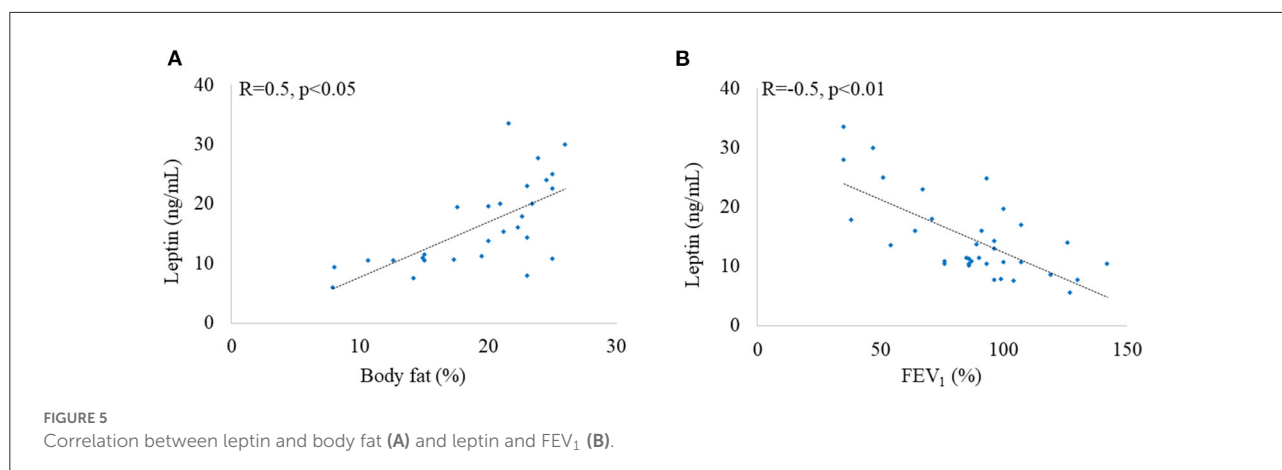 A
R=0.5, p<0.05
40
30
20
10
0
Leptin (ng/mL)
0
10
20
30
Body fat (%)
B
R=-0.5, p<0.01
40
30
20
10
0
Leptin (ng/mL)
0
50
100
150
FEV₁ (%)
FIGURE 5
Correlation between leptin and body fat (A) and leptin and FEV₁ (B).